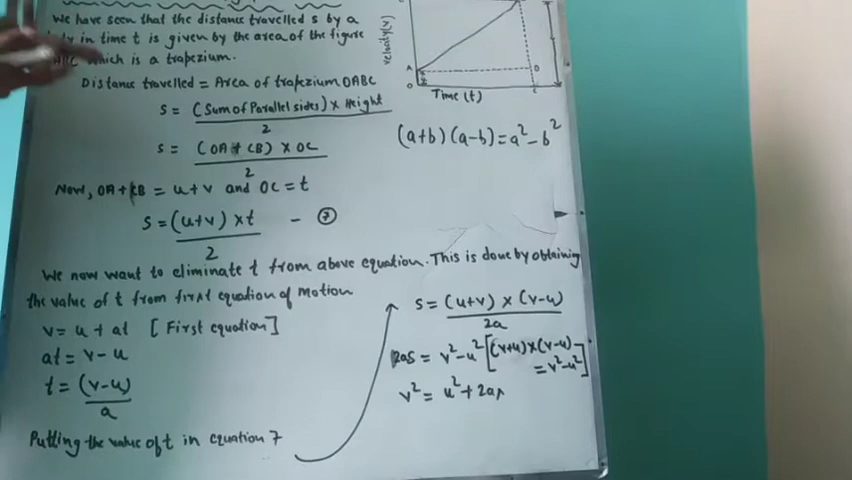 We have seen that the distance travelled s by a
in time t is given by the area of the figure
which is a trapezium.
Distance travelled = Area of trapezium OABC
s = (Sum of Parallel sides) × Height
2
s = (OA + CB) × OC
2
Now, OA + CB = u+v and OC = t
s = (u+v) × t – ⑦
2
We now want to eliminate t from above equation. This is done by obtaining
the value of t from first equation of Motion
v = u + at [First equation]
at = v - u
t = (v-u)
a
Putting the value of t in equation 7
velocity(v)
A
D
O
C
Time (t)
(a+b) (a-b) = a² - b²
s = (u+v) × (v-u)
2a
2as = v² - u² [(v+u)×(v-u)
= v²-u²]
v² = u² + 2as